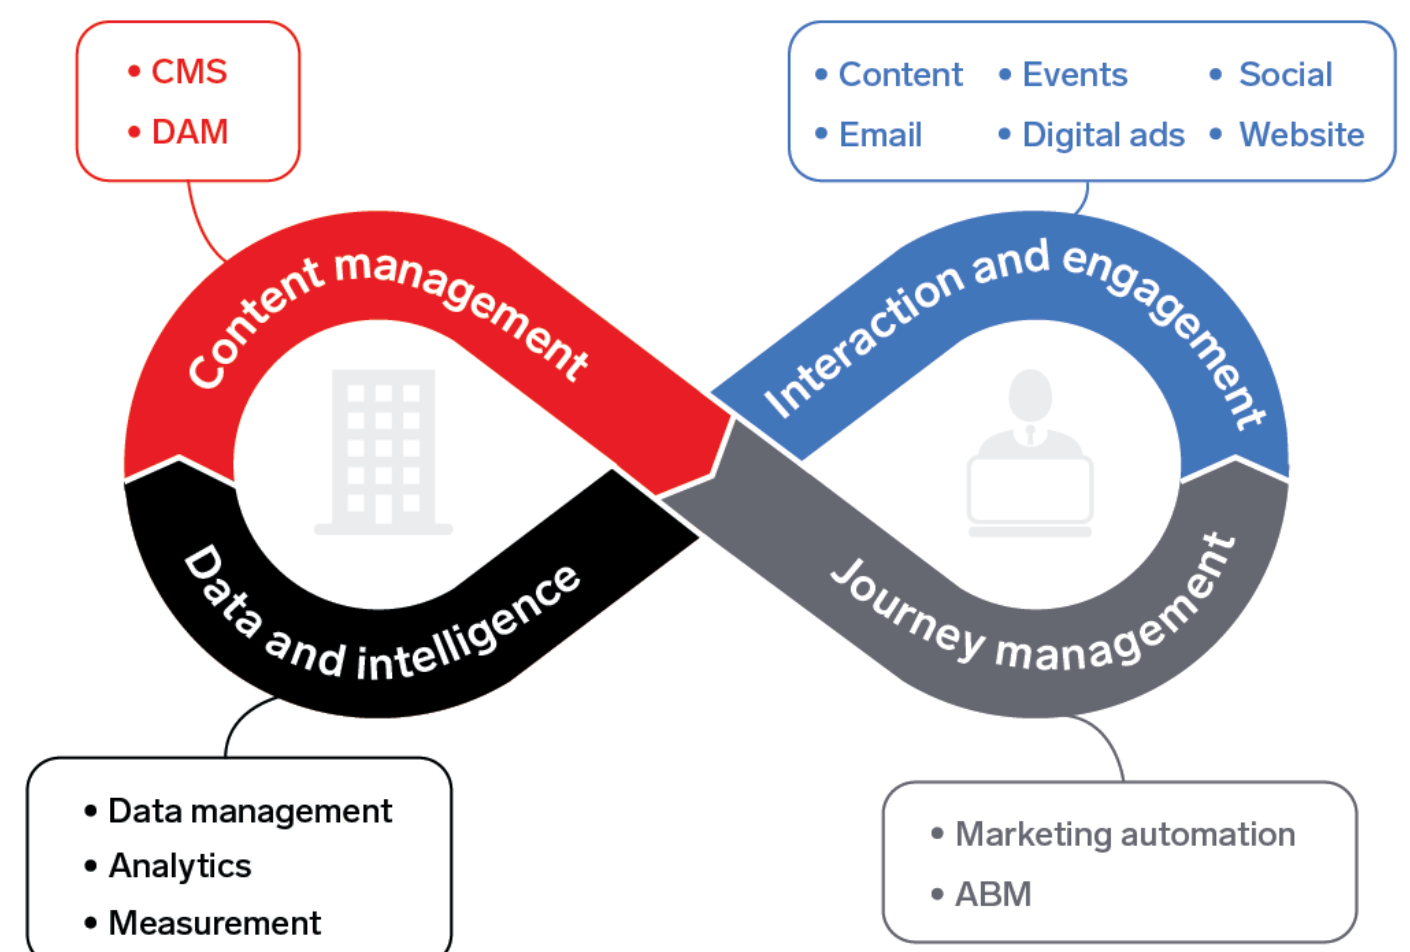 • CMS
• DAM
• Content • Events • Social
• Email • Digital ads • Website
Content management
Interaction and engagement
Data and intelligence
Journey management
• Data management
• Analytics
• Measurement
• Marketing automation
• ABM